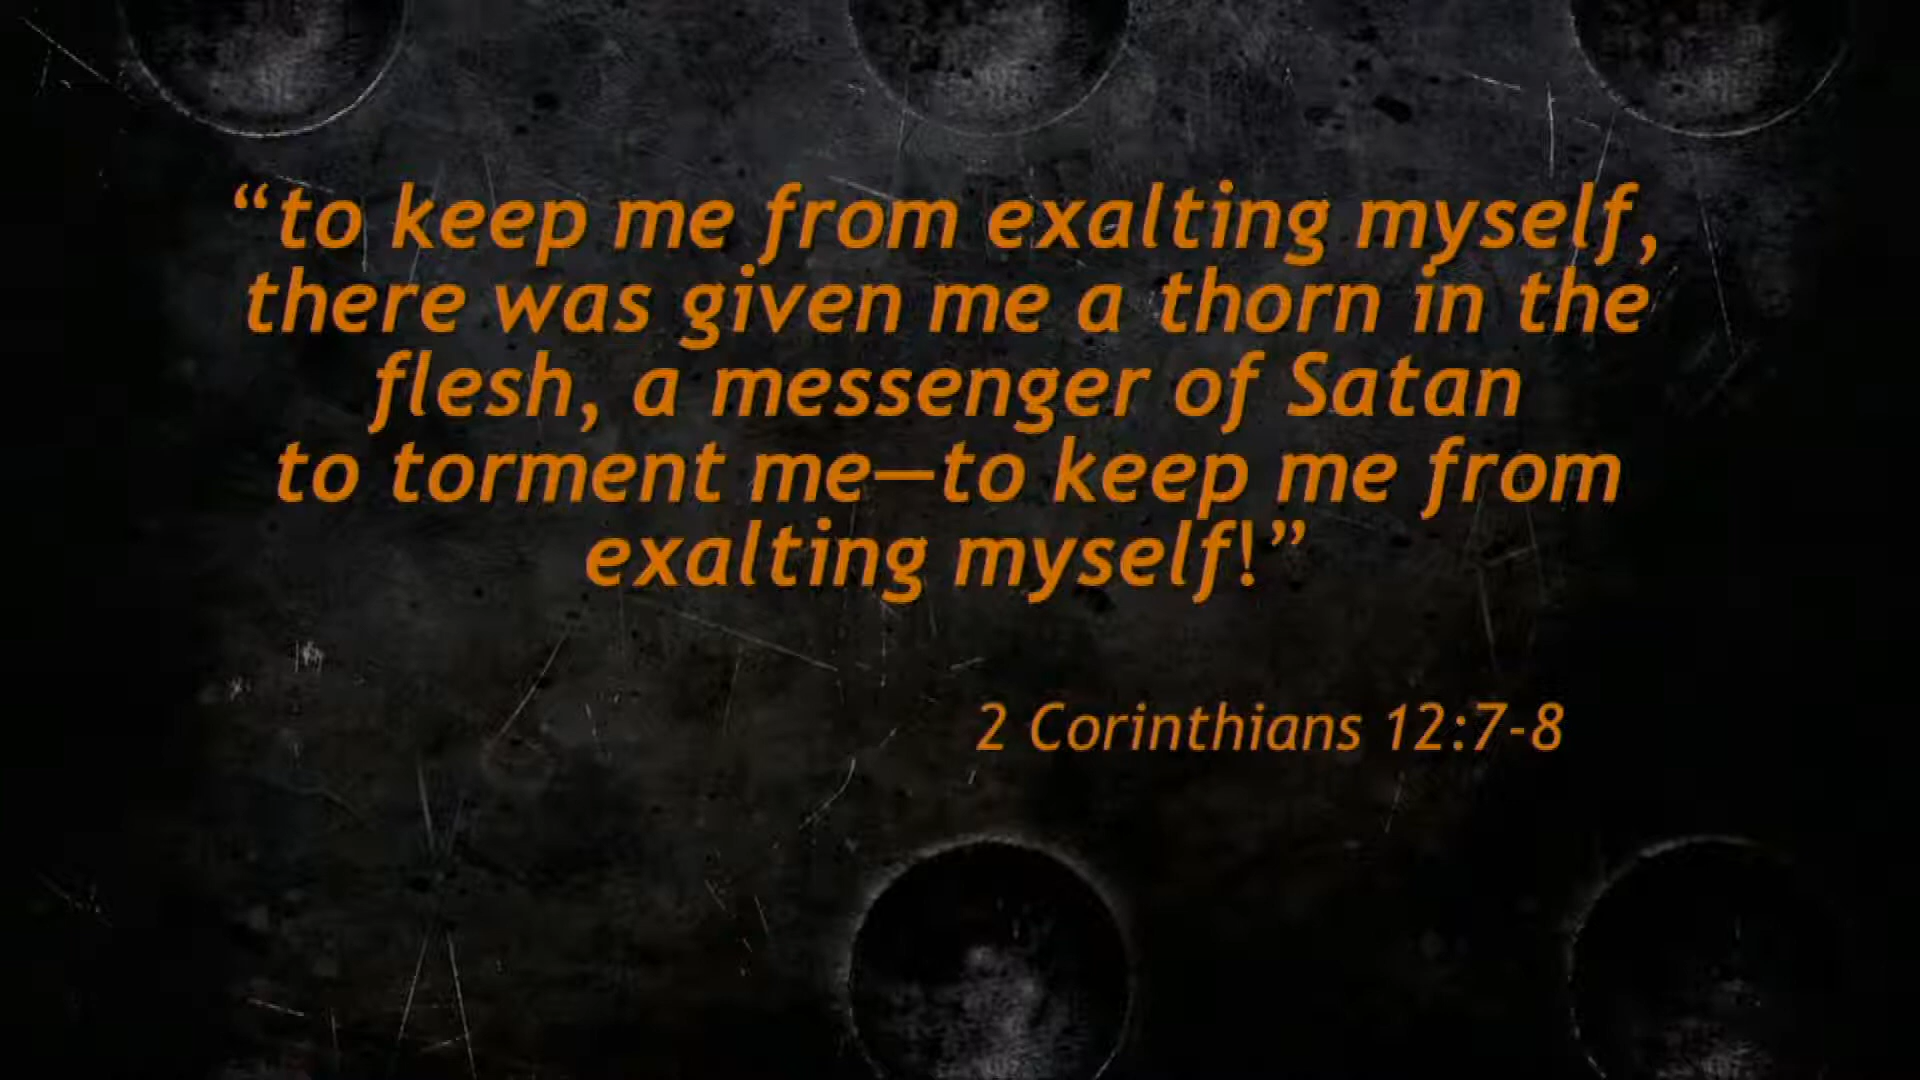 “to keep me from exalting myself,
there was given me a thorn in the
flesh, a messenger of Satan
to torment me—to keep me from
exalting myself!”
2 Corinthians 12:7-8